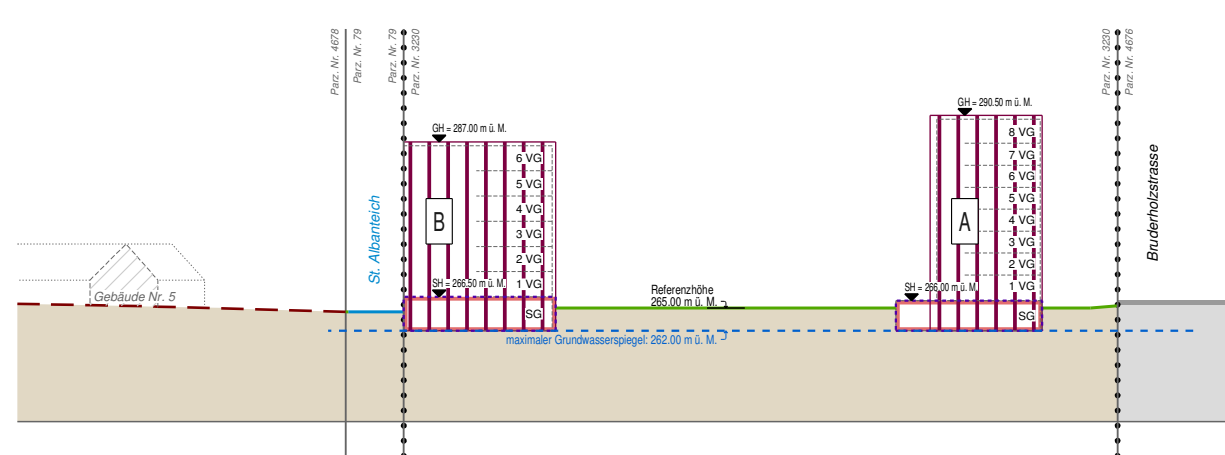 Parz. Nr. 4678
Parz. Nr. 79
Parz. Nr. 79
Parz. Nr. 3230
Parz. Nr. 3230
Parz. Nr. 4676
GH = 287.00 m ü. M.
GH = 290.50 m ü. M.
6 VG
5 VG
4 VG
3 VG
2 VG
1 VG
SG
B
SH = 266.50 m ü. M.
8 VG
7 VG
6 VG
5 VG
4 VG
3 VG
2 VG
1 VG
SG
A
SH = 266.00 m ü. M.
St. Albanteich
Bruderholzstrasse
Gebäude Nr. 5
Referenzhöhe
265.00 m ü. M.
maximaler Grundwasserspiegel: 262.00 m ü. M.